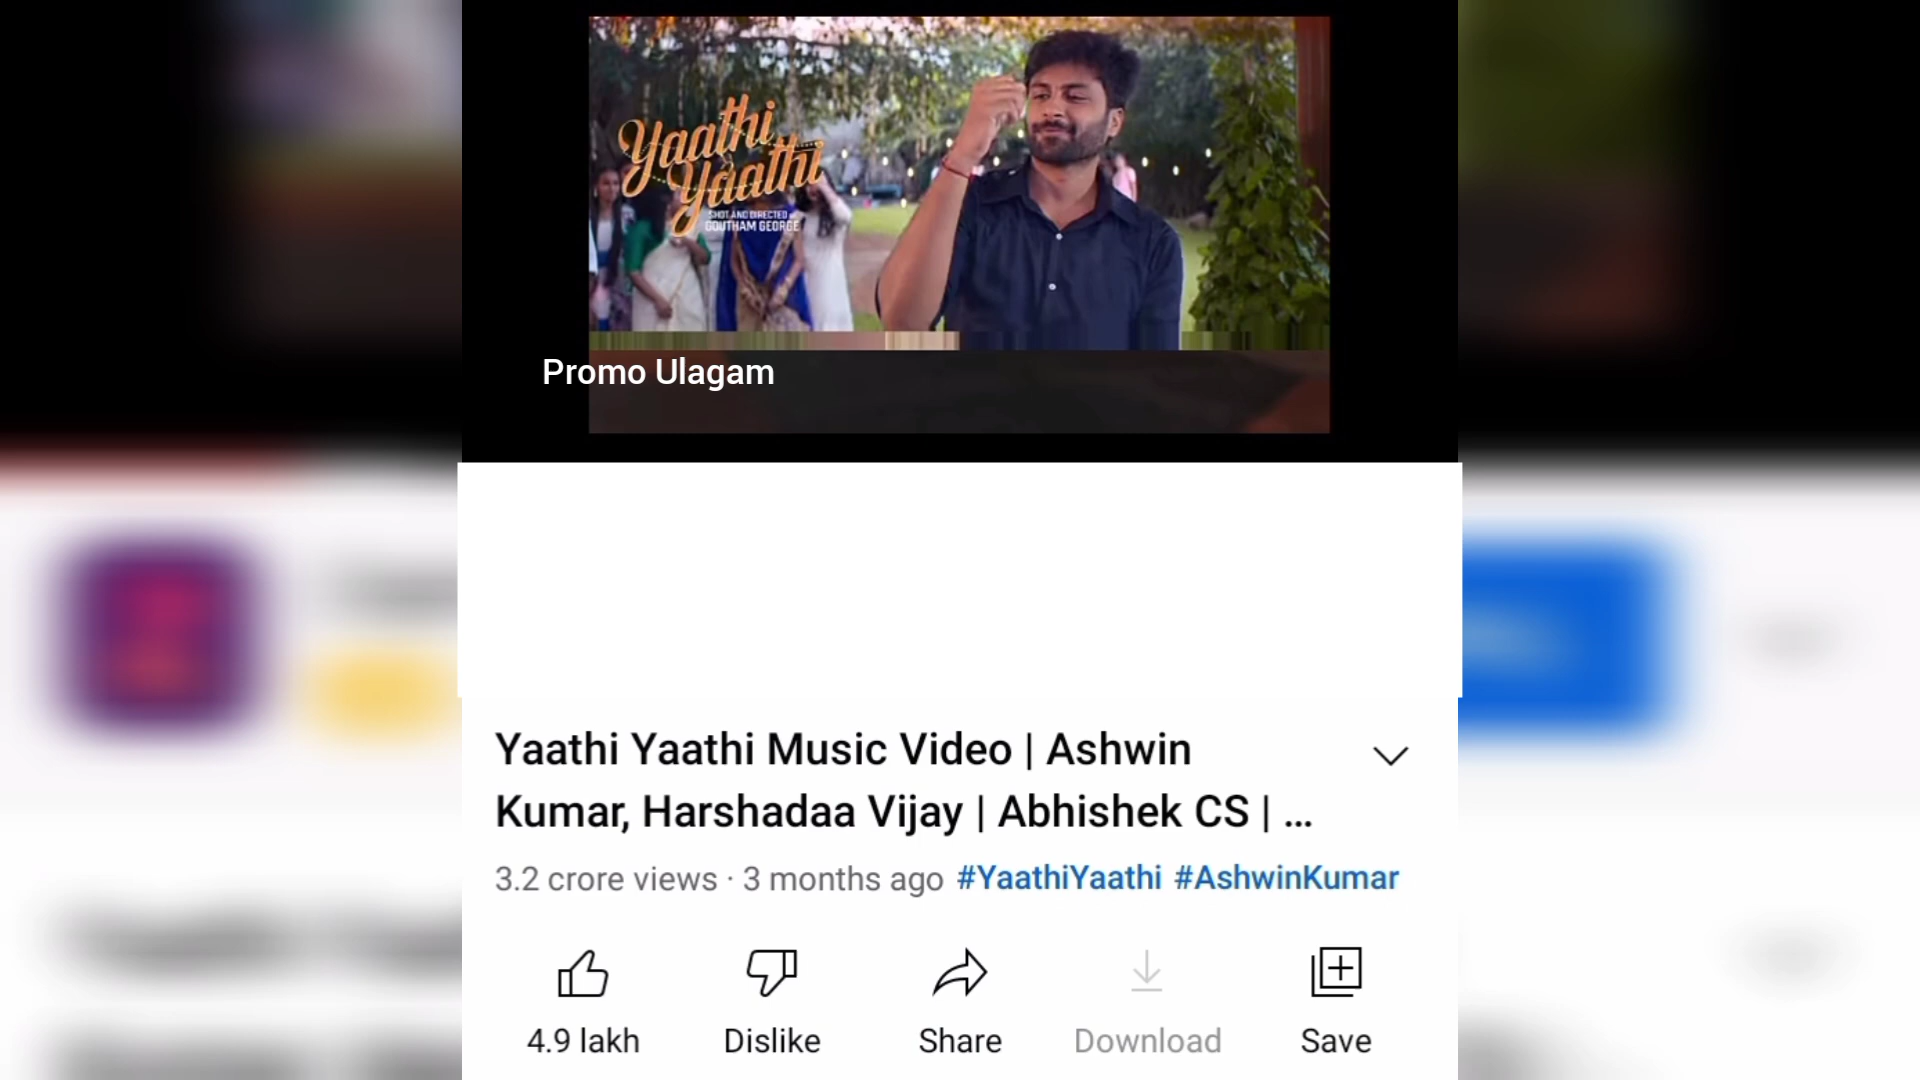 Yaathi
Yaathi
SHOT AND DIRECTED
GOUTHAM GEORGE
Promo Ulagam
Yaathi Yaathi Music Video | Ashwin
Kumar, Harshadaa Vijay | Abhishek CS | ...
3.2 crore views · 3 months ago #YaathiYaathi #AshwinKumar
4.9 lakh Dislike Share Download Save